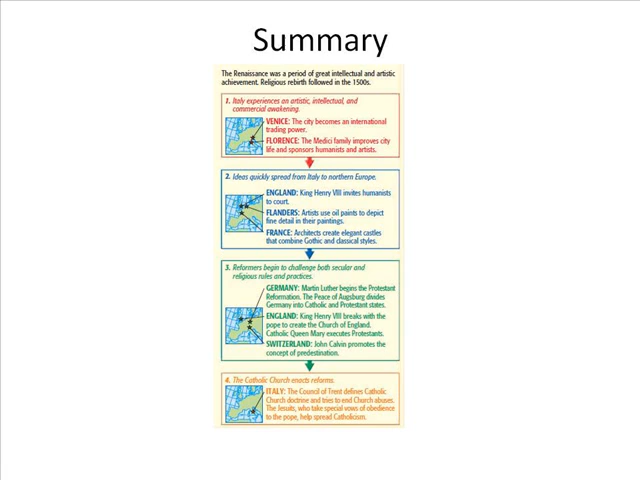 Summary
The Renaissance was a period of great intellectual and artistic
achievement. Religious rebirth followed in the 1500s.
1. Italy experiences an artistic, intellectual, and
commercial awakening.
VENICE: The city becomes an international
trading power.
FLORENCE: The Medici family improves city
life and sponsors humanists and artists.
2. Ideas quickly spread from Italy to northern Europe.
ENGLAND: King Henry VIII invites humanists
to court.
FLANDERS: Artists use oil paints to depict
fine detail in their paintings.
FRANCE: Architects create elegant castles
that combine Gothic and classical styles.
3. Reformers begin to challenge both secular and
religious rules and practices.
GERMANY: Martin Luther begins the Protestant
Reformation. The Peace of Augsburg divides
Germany into Catholic and Protestant states.
ENGLAND: King Henry VIII breaks with the
pope to create the Church of England.
Catholic Queen Mary executes Protestants.
SWITZERLAND: John Calvin promotes the
concept of predestination.
4. The Catholic Church enacts reforms.
ITALY: The Council of Trent defines Catholic
Church doctrine and tries to end Church abuses.
The Jesuits, who take special vows of obedience
to the pope, help spread Catholicism.